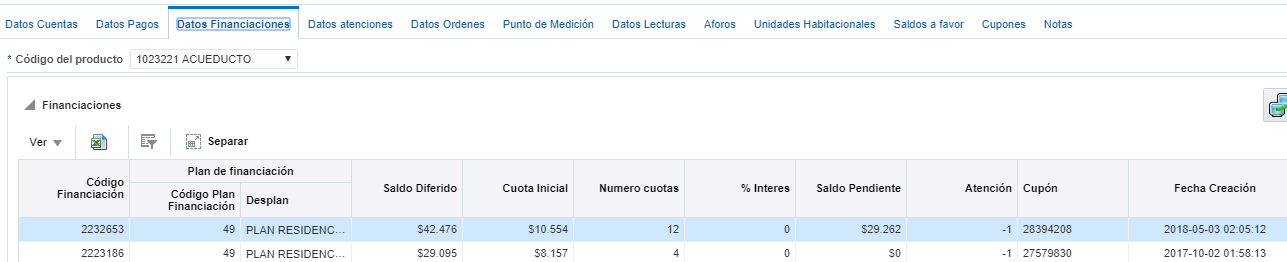 Datos Cuentas Datos Pagos Datos Financiaciones Datos atenciones Datos Ordenes Punto de Medición Datos Lecturas Aforos Unidades Habitacionales Saldos a favor Cupones Notas
* Código del producto 1023221 ACUEDUCTO
Financiaciones
Ver Separar
Código Financiación Plan de financiación Saldo Diferido Cuota Inicial Numero cuotas % Interes Saldo Pendiente Atención Cupón Fecha Creación
Código Plan Financiación Desplan
2232653 49 PLAN RESIDENC... $42.476 $10.554 12 0 $29.262 -1 28394208 2018-05-03 02:05:12
2223186 49 PLAN RESIDENC... $29.095 $8.157 4 0 $0 -1 27579830 2017-10-02 01:58:13